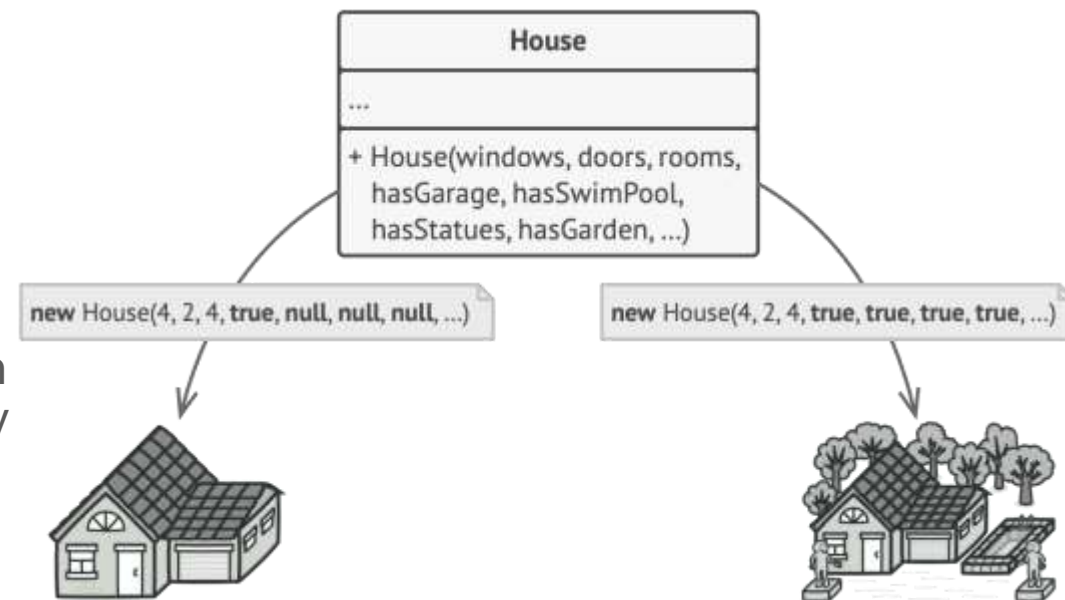 House
...
+ House(windows, doors, rooms,
hasGarage, hasSwimPool,
hasStatues, hasGarden, ...)
new House(4, 2, 4, true, null, null, null, ...)
new House(4, 2, 4, true, true, true, true, ...)